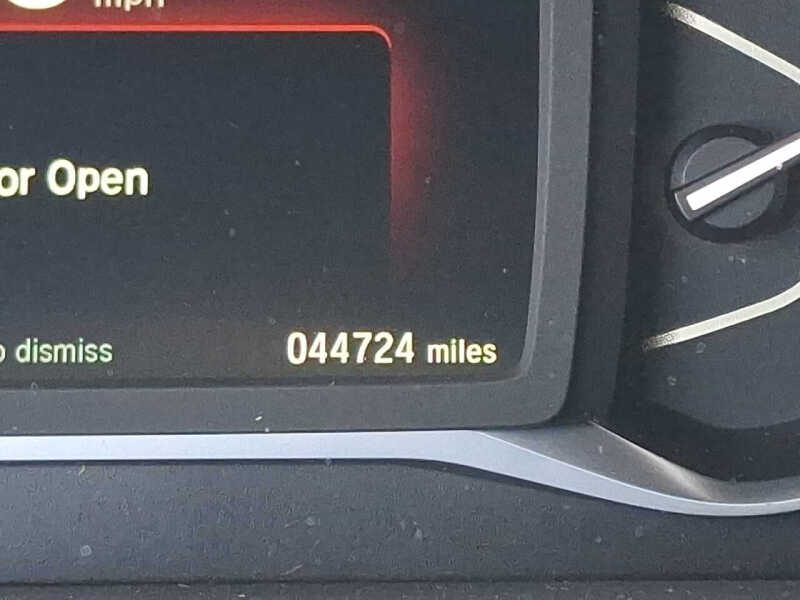 mph
or Open
o dismiss 044724 miles